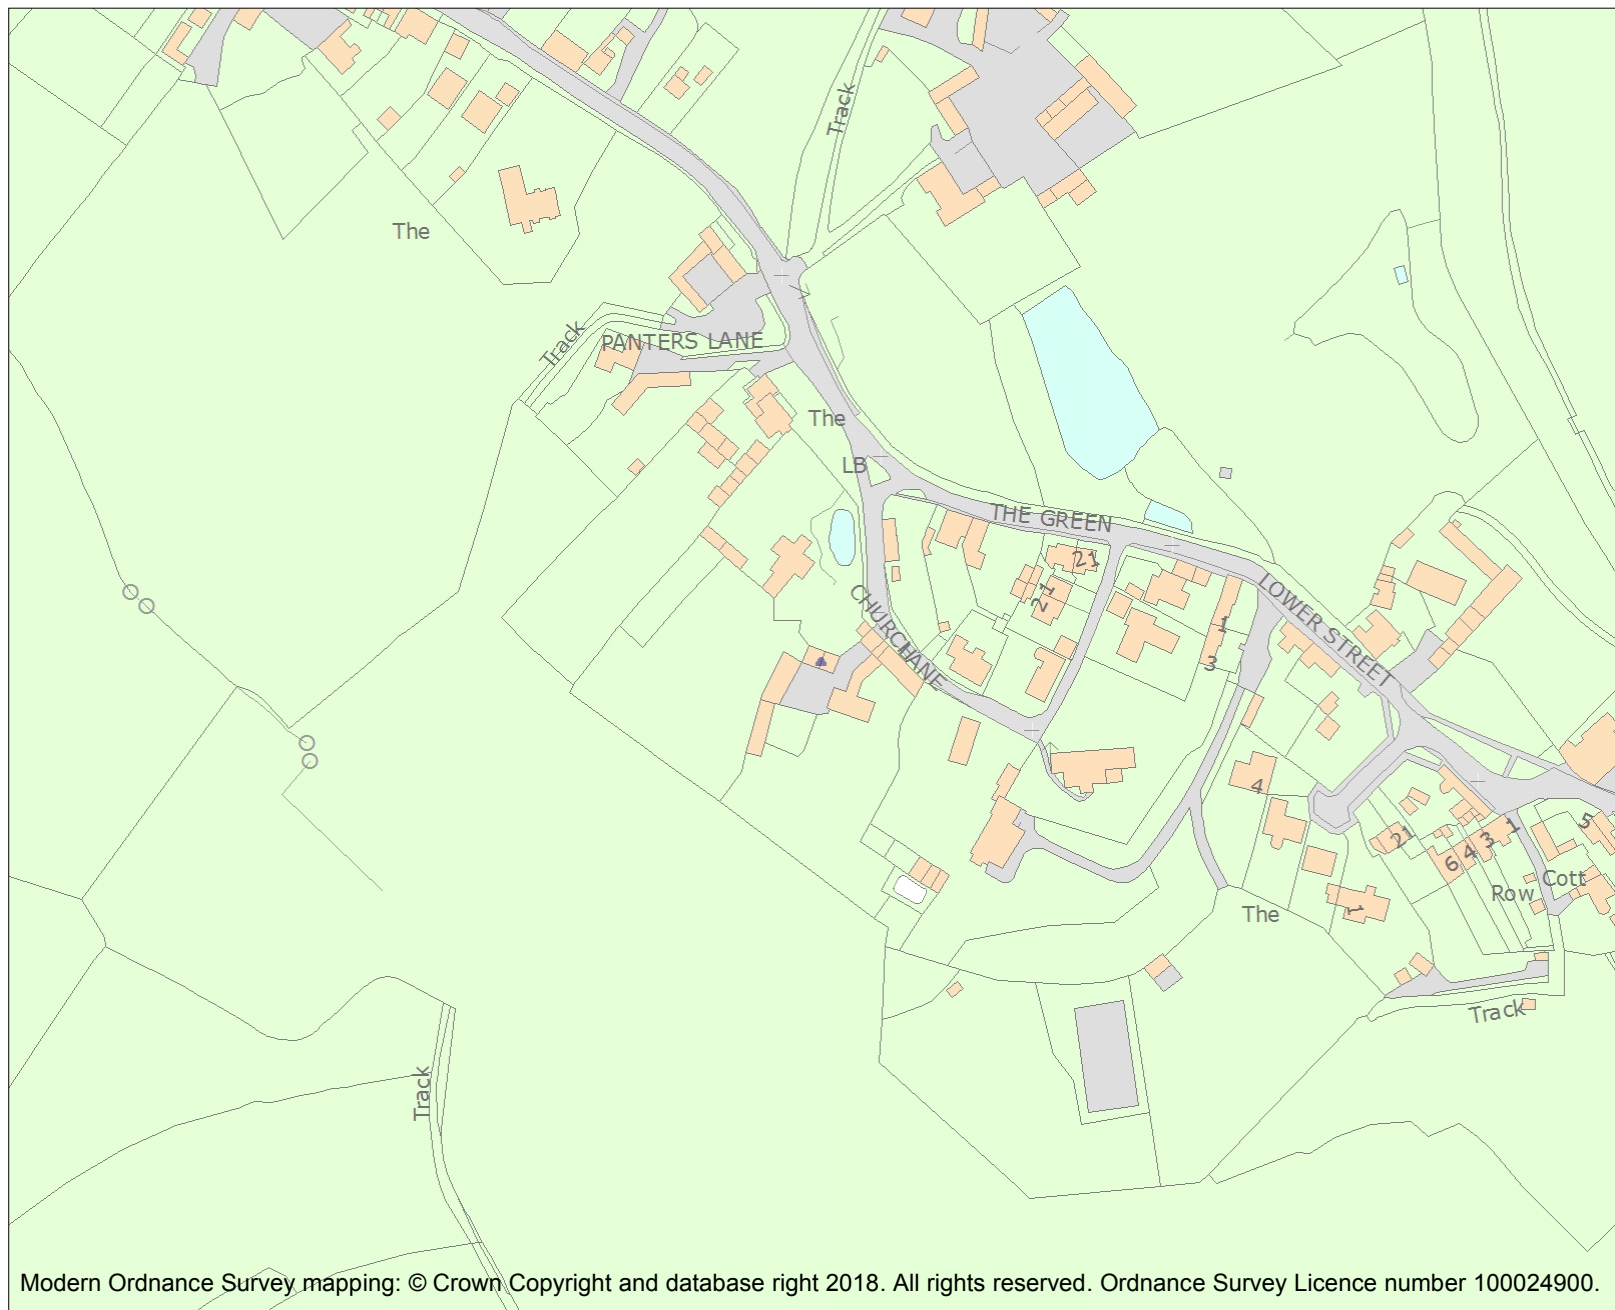 Track
The
Track
PANTERS LANE
The
LB
THE GREEN
21
2 1
CHURCH LANE
LOWER STREET
1
3
4
21
6 4 3 1
5
Row Cott
1
The
Track
Track
Modern Ordnance Survey mapping: © Crown Copyright and database right 2018. All rights reserved. Ordnance Survey Licence number 100024900.